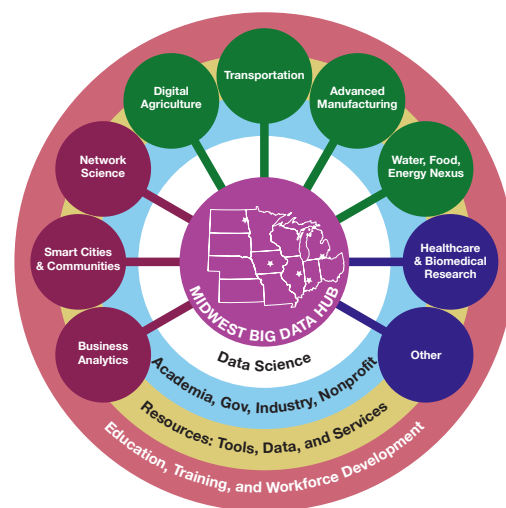 Transportation
Digital
Agriculture
Advanced
Manufacturing
Network
Science
Water, Food,
Energy Nexus
Smart Cities
& Communities
Healthcare
& Biomedical
Research
Business
Analytics
Other
MIDWEST BIG DATA HUB
Data Science
Academia, Gov, Industry, Nonprofit
Resources: Tools, Data, and Services
Education, Training, and Workforce Development